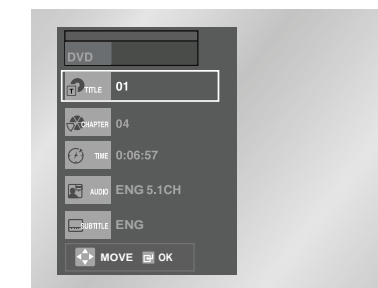 DVD
T TITLE 01
CHAPTER 04
TIME 0:06:57
AUDIO ENG 5.1CH
SUBTITLE ENG
MOVE OK